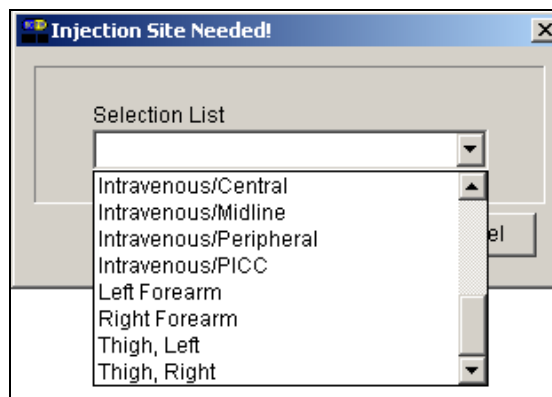 Injection Site Needed!
Selection List
Intravenous/Central
Intravenous/Midline
Intravenous/Peripheral
Intravenous/PICC
Left Forearm
Right Forearm
Thigh, Left
Thigh, Right
el